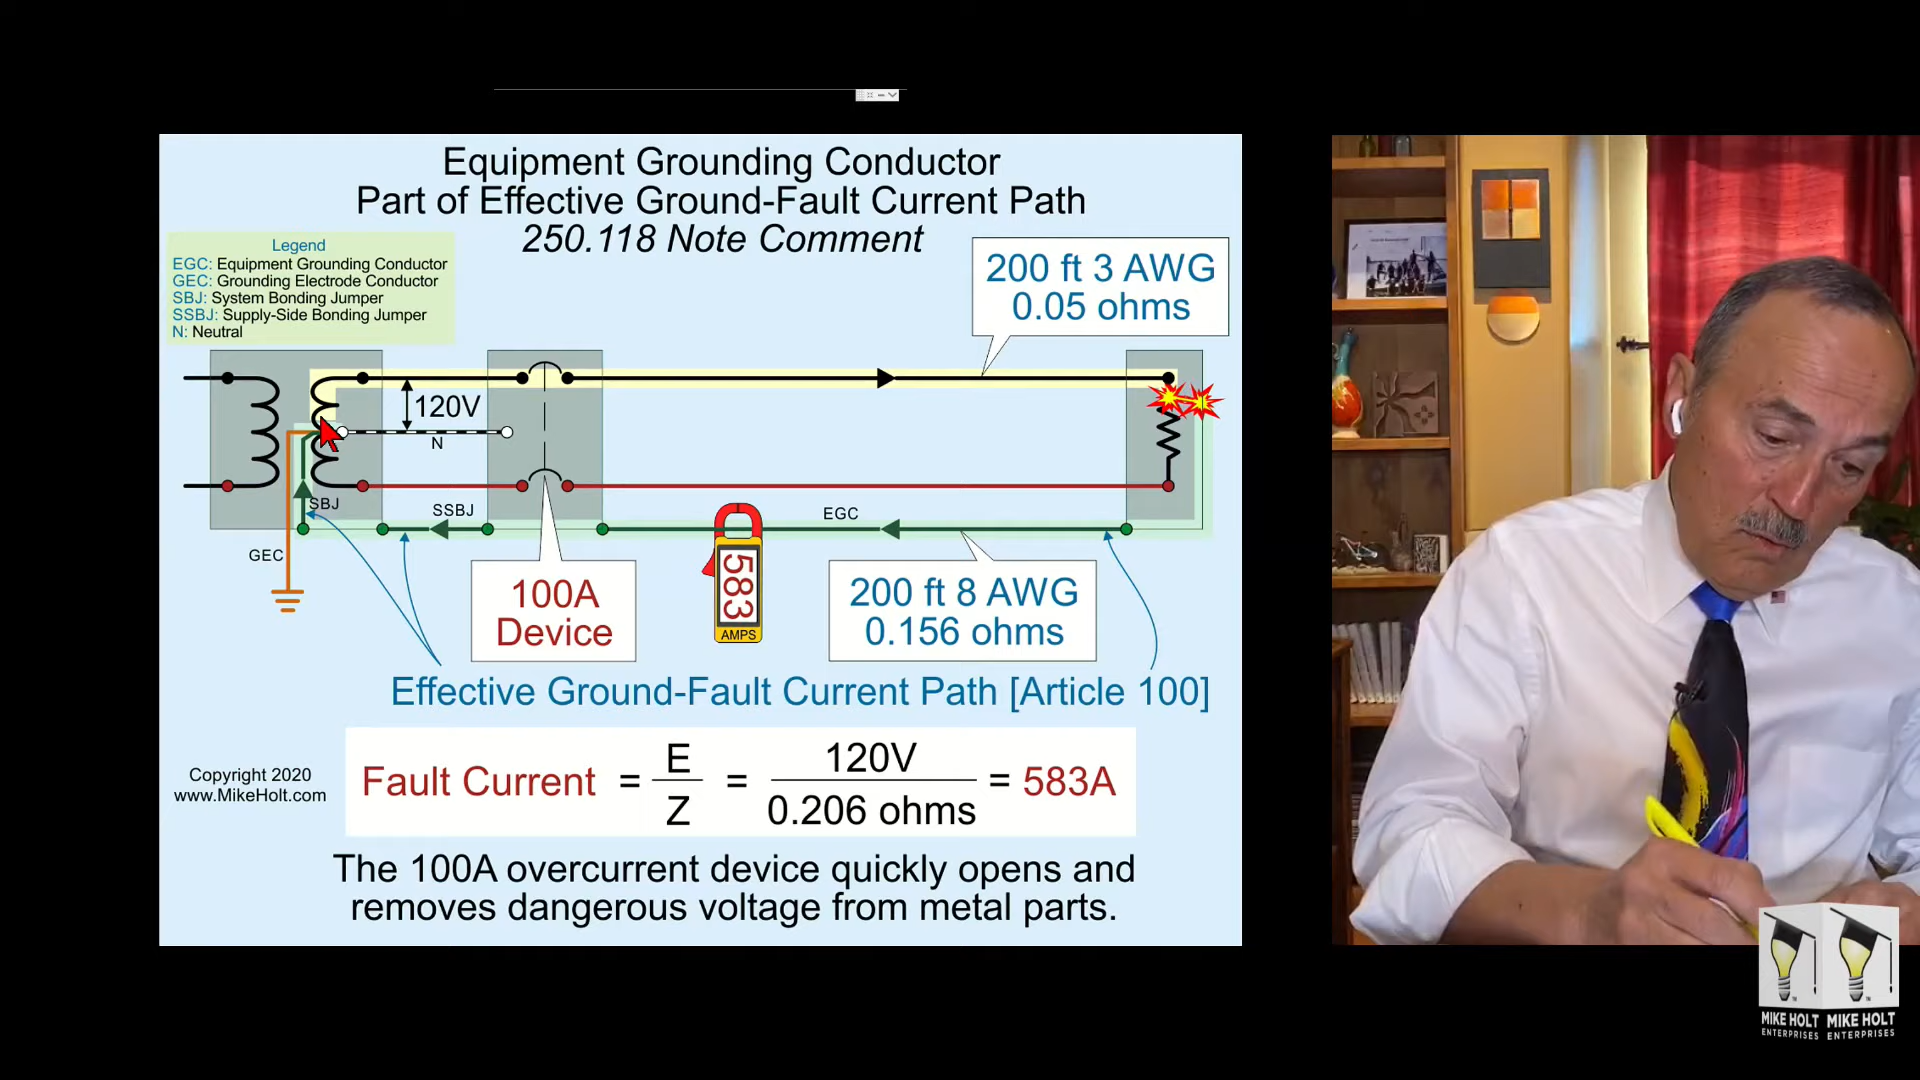 Equipment Grounding Conductor
Part of Effective Ground-Fault Current Path
250.118 Note Comment
Legend
EGC: Equipment Grounding Conductor
GEC: Grounding Electrode Conductor
SBJ: System Bonding Jumper
SSBJ: Supply-Side Bonding Jumper
N: Neutral
200 ft 3 AWG
0.05 ohms
120V
N
SBJ
SSBJ
EGC
GEC
100A
Device
583
AMPS
200 ft 8 AWG
0.156 ohms
Effective Ground-Fault Current Path [Article 100]
Copyright 2020
www.MikeHolt.com
Fault Current = E / Z = 120V / 0.206 ohms = 583A
The 100A overcurrent device quickly opens and
removes dangerous voltage from metal parts.
MIKE HOLT MIKE HOLT
ENTERPRISES ENTERPRISES